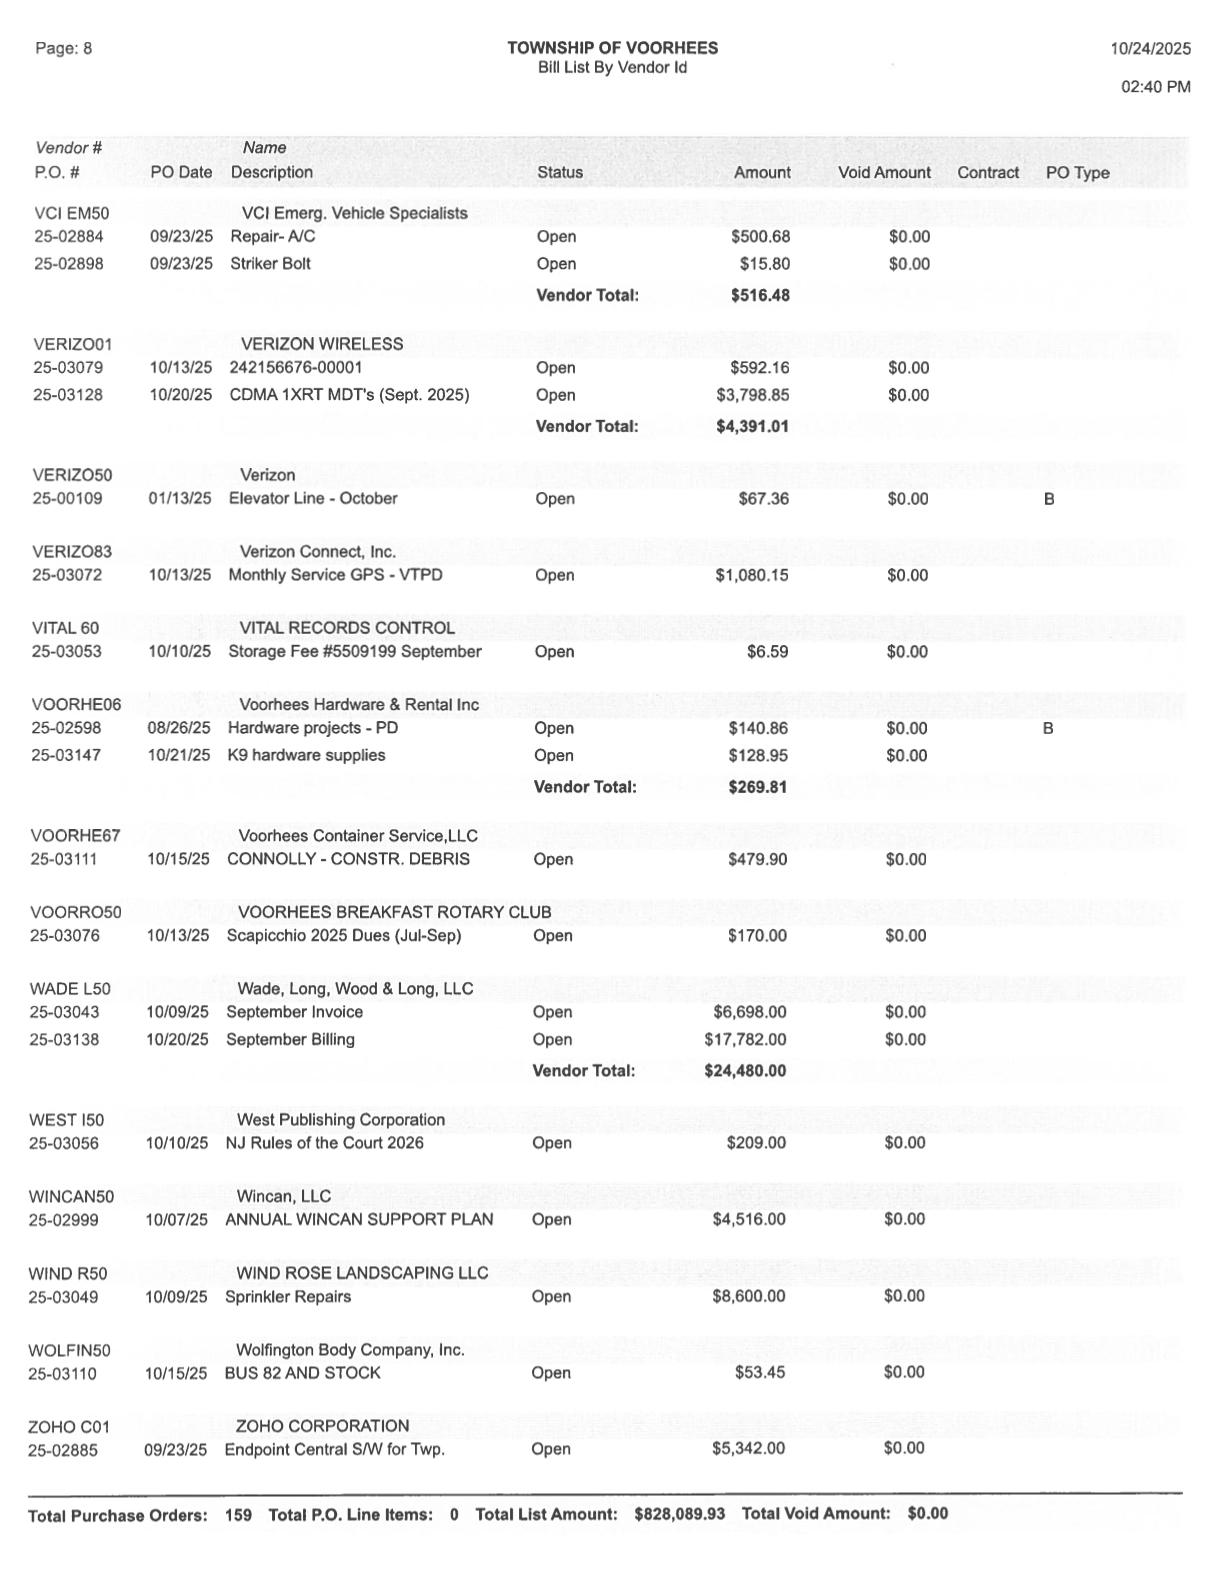 Page: 8 TOWNSHIP OF VOORHEES 10/24/2025
Bill List By Vendor Id
02:40 PM
Vendor # Name
P.O. # PO Date Description Status Amount Void Amount Contract PO Type
VCI EM50 VCI Emerg. Vehicle Specialists
25-02884 09/23/25 Repair- A/C Open $500.68 $0.00
25-02898 09/23/25 Striker Bolt Open $15.80 $0.00
Vendor Total: $516.48
VERIZO01 VERIZON WIRELESS
25-03079 10/13/25 242156676-00001 Open $592.16 $0.00
25-03128 10/20/25 CDMA 1XRT MDT's (Sept. 2025) Open $3,798.85 $0.00
Vendor Total: $4,391.01
VERIZO50 Verizon
25-00109 01/13/25 Elevator Line - October Open $67.36 $0.00 B
VERIZO83 Verizon Connect, Inc.
25-03072 10/13/25 Monthly Service GPS - VTPD Open $1,080.15 $0.00
VITAL 60 VITAL RECORDS CONTROL
25-03053 10/10/25 Storage Fee #5509199 September Open $6.59 $0.00
VOORHE06 Voorhees Hardware & Rental Inc
25-02598 08/26/25 Hardware projects - PD Open $140.86 $0.00 B
25-03147 10/21/25 K9 hardware supplies Open $128.95 $0.00
Vendor Total: $269.81
VOORHE67 Voorhees Container Service,LLC
25-03111 10/15/25 CONNOLLY - CONSTR. DEBRIS Open $479.90 $0.00
VOORRO50 VOORHEES BREAKFAST ROTARY CLUB
25-03076 10/13/25 Scapicchio 2025 Dues (Jul-Sep) Open $170.00 $0.00
WADE L50 Wade, Long, Wood & Long, LLC
25-03043 10/09/25 September Invoice Open $6,698.00 $0.00
25-03138 10/20/25 September Billing Open $17,782.00 $0.00
Vendor Total: $24,480.00
WEST I50 West Publishing Corporation
25-03056 10/10/25 NJ Rules of the Court 2026 Open $209.00 $0.00
WINCAN50 Wincan, LLC
25-02999 10/07/25 ANNUAL WINCAN SUPPORT PLAN Open $4,516.00 $0.00
WIND R50 WIND ROSE LANDSCAPING LLC
25-03049 10/09/25 Sprinkler Repairs Open $8,600.00 $0.00
WOLFIN50 Wolfington Body Company, Inc.
25-03110 10/15/25 BUS 82 AND STOCK Open $53.45 $0.00
ZOHO C01 ZOHO CORPORATION
25-02885 09/23/25 Endpoint Central S/W for Twp. Open $5,342.00 $0.00
Total Purchase Orders: 159 Total P.O. Line Items: 0 Total List Amount: $828,089.93 Total Void Amount: $0.00